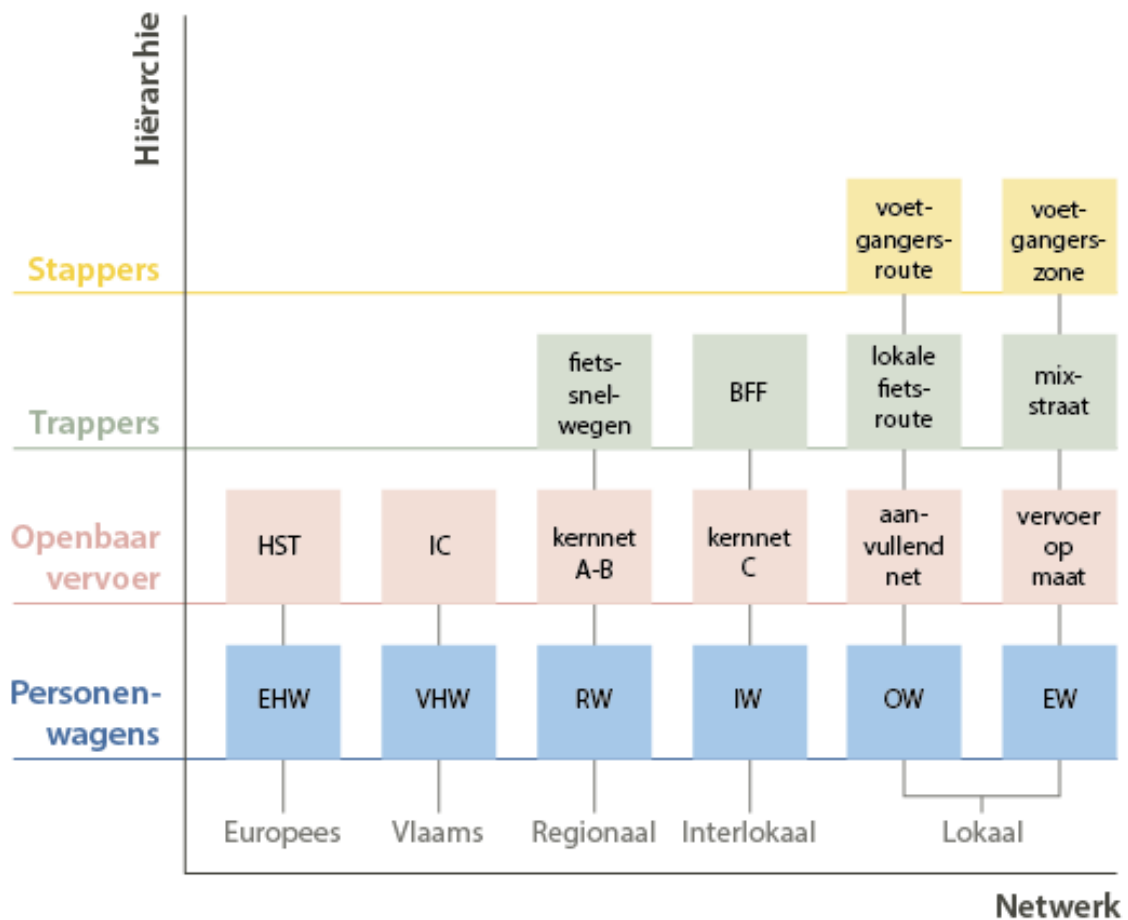 Hiërarchie
voet-
gangers-
route
voet-
gangers-
zone
Stappers
fiets-
snel-
wegen
BFF
lokale
fiets-
route
mix-
straat
Trappers
HST
IC
kernnet
A-B
kernnet
C
aan-
vullend
net
vervoer
op
maat
Openbaar
vervoer
EHW
VHW
RW
IW
OW
EW
Personen-
wagens
Europees
Vlaams
Regionaal
Interlokaal
Lokaal
Netwerk